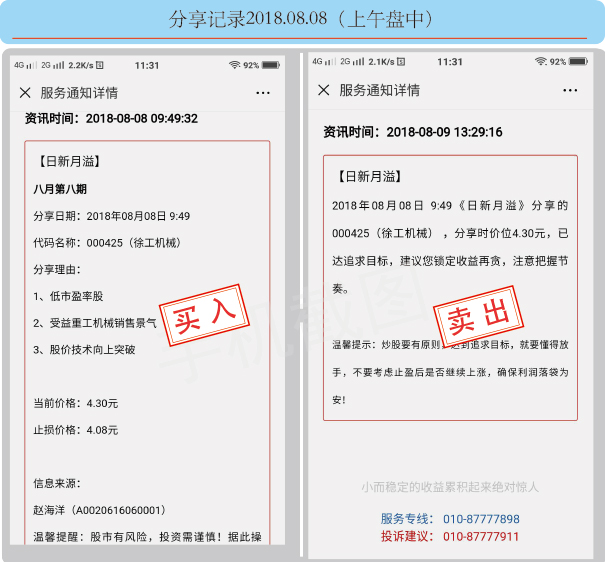 分享记录2018.08.08（上午盘中）
4G 2G 2.2K/s 11:31 92%
服务通知详情 ···
资讯时间：2018-08-08 09:49:32
【日新月溢】
八月第八期
分享日期：2018年08月08日 9:49
代码名称：000425（徐工机械）
分享理由：
1、低市盈率股
2、受益重工机械销售景气
3、股价技术向上突破
买入
当前价格：4.30元
止损价格：4.08元
信息来源：
赵海洋（A0020616060001）
温馨提醒：股市有风险，投资需谨慎！据此操
4G 2G 2.1K/s 11:31 92%
服务通知详情 ···
资讯时间：2018-08-09 13:29:16
【日新月溢】
2018年08月08日 9:49《日新月溢》分享的
000425（徐工机械），分享时价位4.30元，已
达追求目标，建议您锁定收益再贪，注意把握节
奏。
卖出
温馨提示：炒股要有原则，达到追求目标，就要懂得放
手，不要考虑止盈后是否继续上涨，确保利润落袋为
安！
手机截图
小而稳定的收益累积起来绝对惊人
服务专线： 010-87777898
投诉建议： 010-87777911